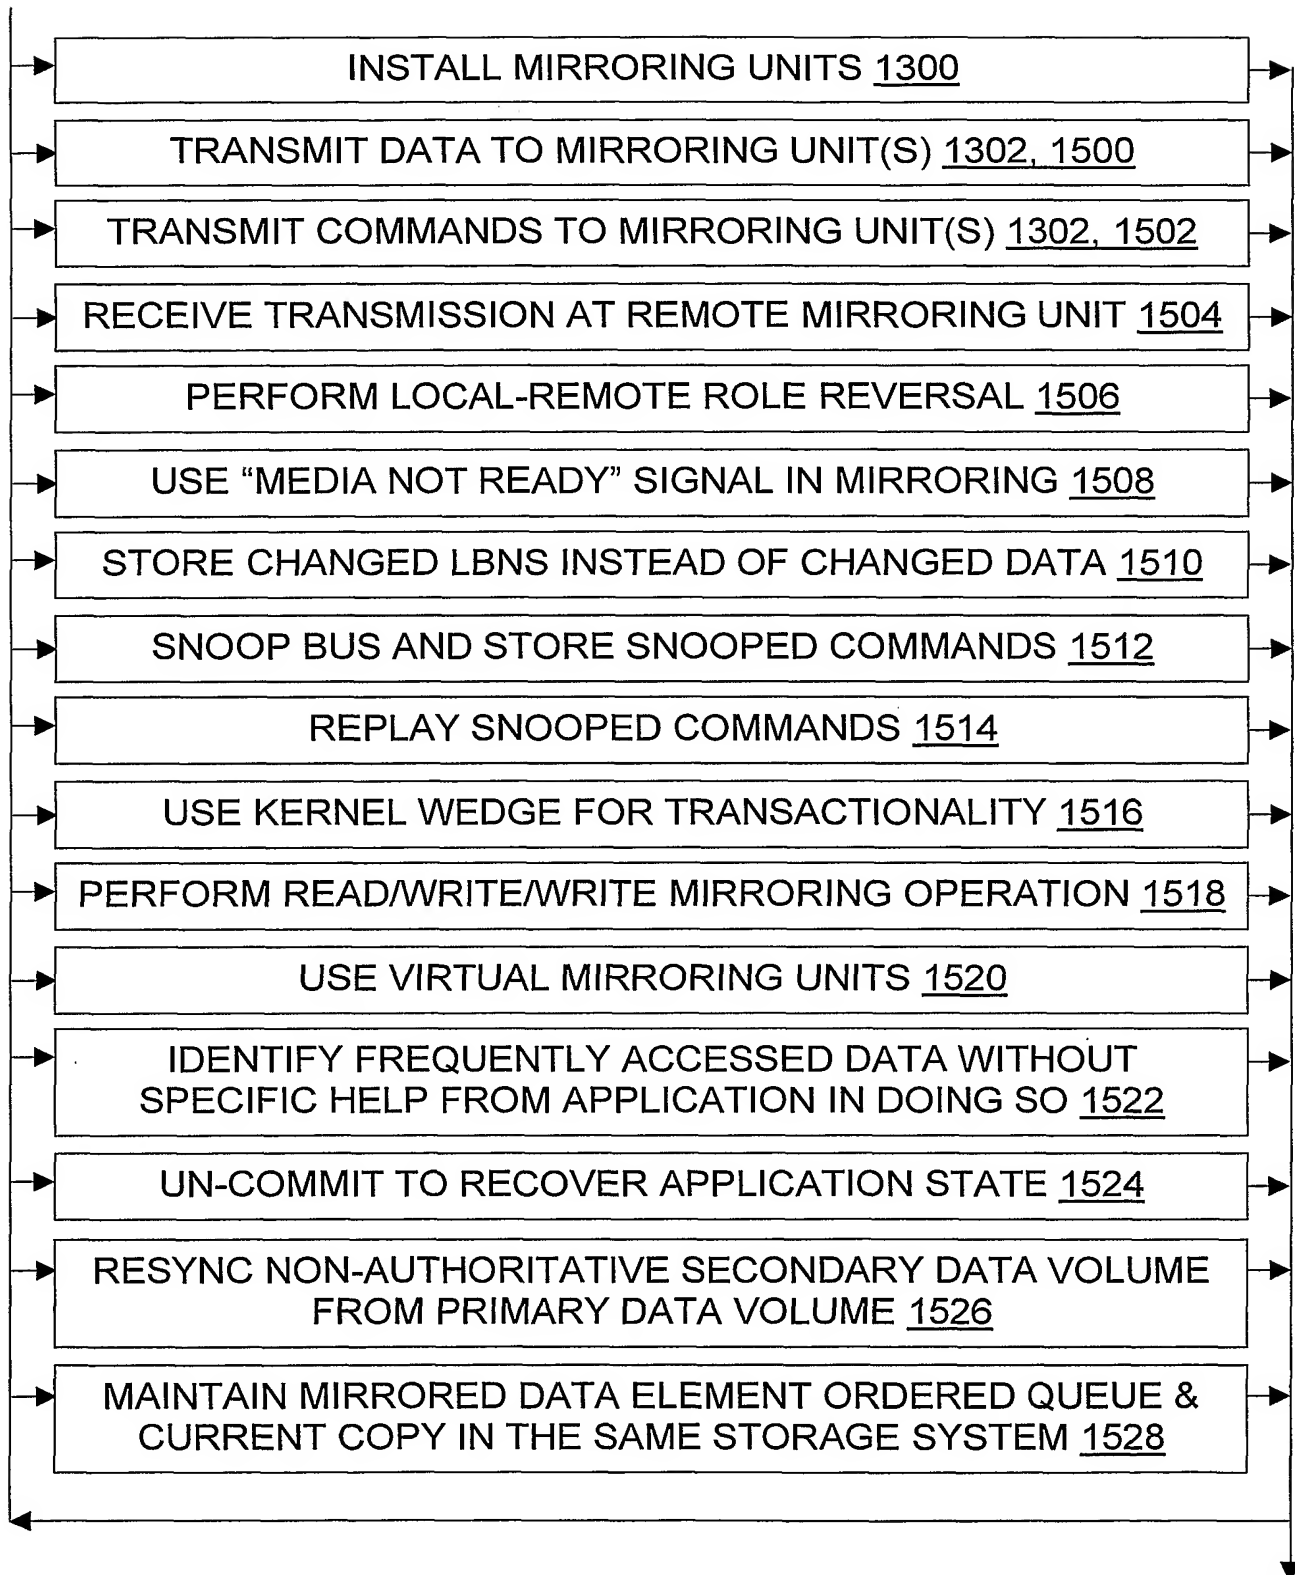 INSTALL MIRRORING UNITS 1300
TRANSMIT DATA TO MIRRORING UNIT(S) 1302, 1500
TRANSMIT COMMANDS TO MIRRORING UNIT(S) 1302, 1502
RECEIVE TRANSMISSION AT REMOTE MIRRORING UNIT 1504
PERFORM LOCAL-REMOTE ROLE REVERSAL 1506
USE “MEDIA NOT READY” SIGNAL IN MIRRORING 1508
STORE CHANGED LBNS INSTEAD OF CHANGED DATA 1510
SNOOP BUS AND STORE SNOOPED COMMANDS 1512
REPLAY SNOOPED COMMANDS 1514
USE KERNEL WEDGE FOR TRANSACTIONALITY 1516
PERFORM READ/WRITE/WRITE MIRRORING OPERATION 1518
USE VIRTUAL MIRRORING UNITS 1520
IDENTIFY FREQUENTLY ACCESSED DATA WITHOUT
SPECIFIC HELP FROM APPLICATION IN DOING SO 1522
UN-COMMIT TO RECOVER APPLICATION STATE 1524
RESYNC NON-AUTHORITATIVE SECONDARY DATA VOLUME
FROM PRIMARY DATA VOLUME 1526
MAINTAIN MIRRORED DATA ELEMENT ORDERED QUEUE &
CURRENT COPY IN THE SAME STORAGE SYSTEM 1528